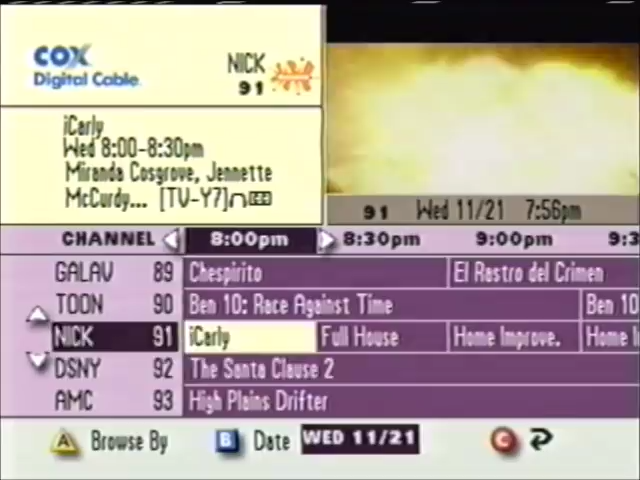 COX
Digital Cable
NICK
91
iCarly
Wed 8:00-8:30pm
Miranda Cosgrove, Jennette
McCurdy... [TV-Y7]
91 Wed 11/21 7:56pm
CHANNEL 8:00pm 8:30pm 9:00pm 9:3
GALAV 89 Chespirito El Rastro del Crimen
TOON 90 Ben 10: Race Against Time Ben 10
NICK 91 iCarly Full House Home Improve. Home I
DSNY 92 The Santa Clause 2
AMC 93 High Plains Drifter
A Browse By B Date WED 11/21 C